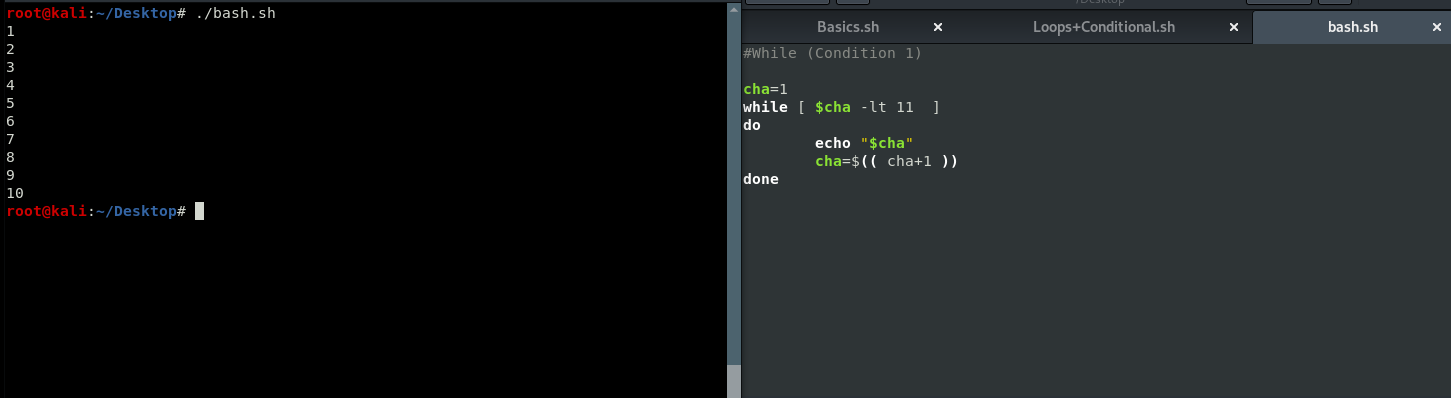 root@kali:~/Desktop# ./bash.sh
1
2
3
4
5
6
7
8
9
10
root@kali:~/Desktop#
~/Desktop
Basics.sh × Loops+Conditional.sh × bash.sh ×
#While (Condition 1)
cha=1
while [ $cha -lt 11  ]
do
        echo "$cha"
        cha=$(( cha+1 ))
done